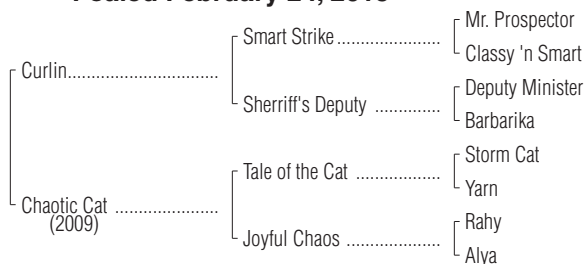 Foaled February 24,
Mr. Prospector
Smart Strike
Classy 'n Smart
Curlin
Deputy Minister
Sherriff's Deputy
Barbarika
Storm Cat
Tale of the Cat
Yarn
Chaotic Cat
(2009)
Rahy
Joyful Chaos
Alya